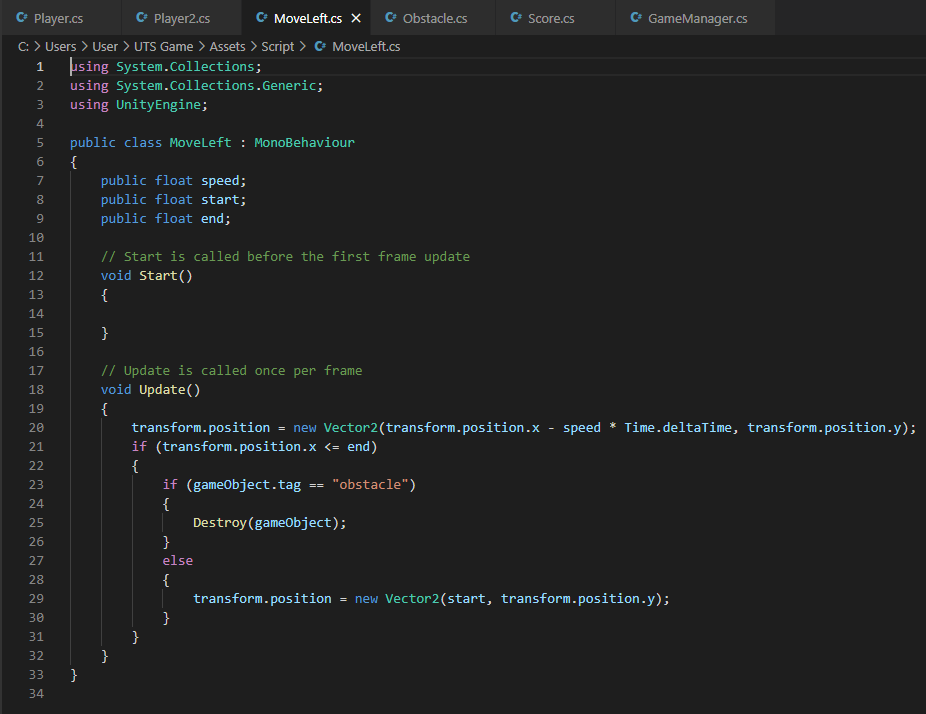 Player.cs Player2.cs MoveLeft.cs Obstacle.cs Score.cs GameManager.cs
C: > Users > User > UTS Game > Assets > Script > MoveLeft.cs
1 using System.Collections;
2 using System.Collections.Generic;
3 using UnityEngine;
4
5 public class MoveLeft : MonoBehaviour
6 {
7     public float speed;
8     public float start;
9     public float end;
10
11     // Start is called before the first frame update
12     void Start()
13     {
14
15     }
16
17     // Update is called once per frame
18     void Update()
19     {
20         transform.position = new Vector2(transform.position.x - speed * Time.deltaTime, transform.position.y);
21         if (transform.position.x <= end)
22         {
23             if (gameObject.tag == "obstacle")
24             {
25                 Destroy(gameObject);
26             }
27             else
28             {
29                 transform.position = new Vector2(start, transform.position.y);
30             }
31         }
32     }
33 }
34